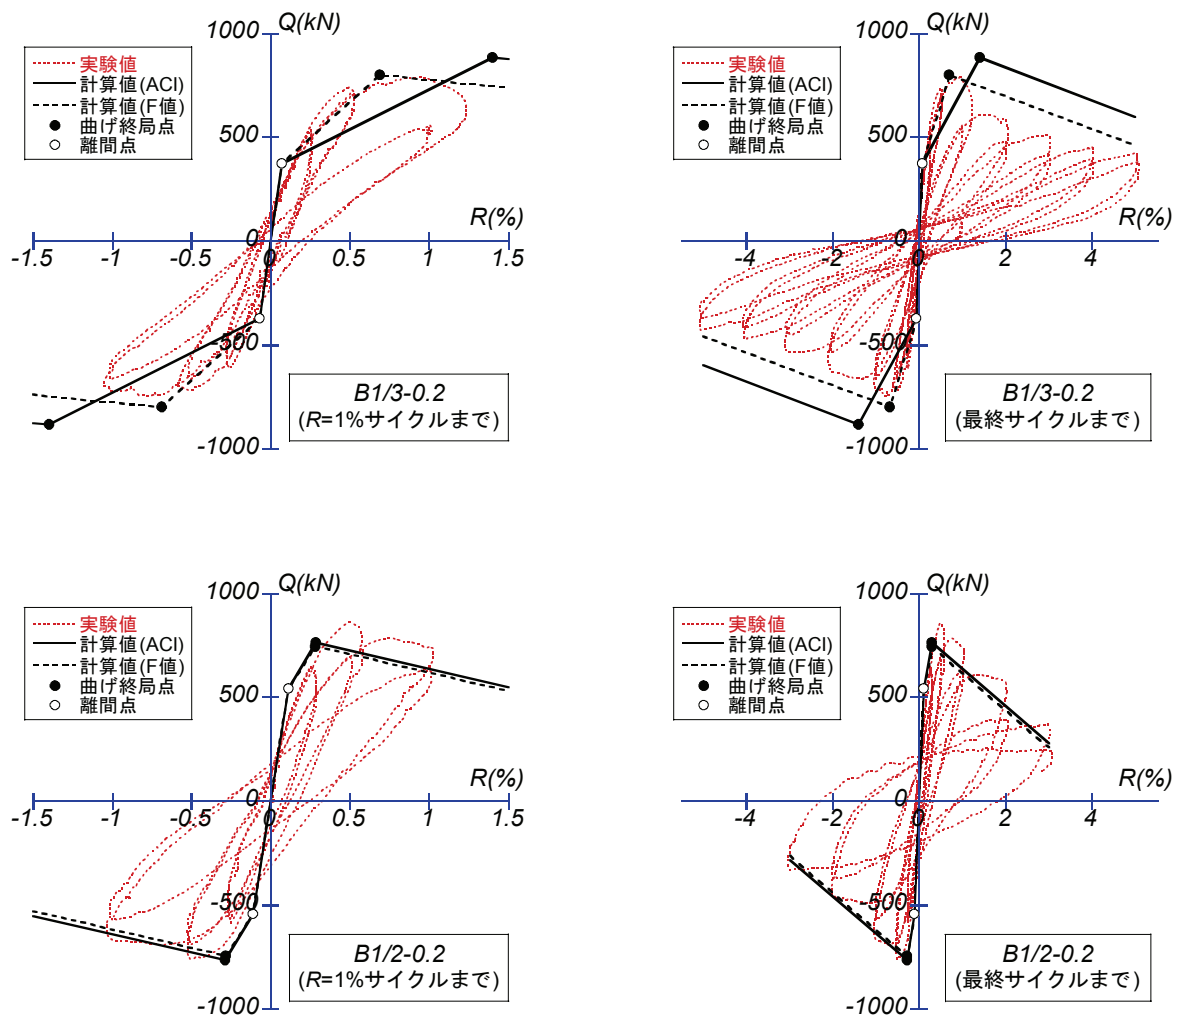 1000 Q(kN)
実験値
計算値(ACI)
計算値(F値)
曲げ終局点
離間点
500
R(%)
0
-1.5 -1 -0.5 0 0.5 1 1.5
-500
B1/3-0.2
(R=1%サイクルまで)
-1000
1000 Q(kN)
実験値
計算値(ACI)
計算値(F値)
曲げ終局点
離間点
500
R(%)
0
-4 -2 0 2 4
-500
B1/3-0.2
(最終サイクルまで)
-1000
1000 Q(kN)
実験値
計算値(ACI)
計算値(F値)
曲げ終局点
離間点
500
R(%)
0
-1.5 -1 -0.5 0 0.5 1 1.5
-500
B1/2-0.2
(R=1%サイクルまで)
-1000
1000 Q(kN)
実験値
計算値(ACI)
計算値(F値)
曲げ終局点
離間点
500
R(%)
0
-4 -2 0 2 4
-500
B1/2-0.2
(最終サイクルまで)
-1000